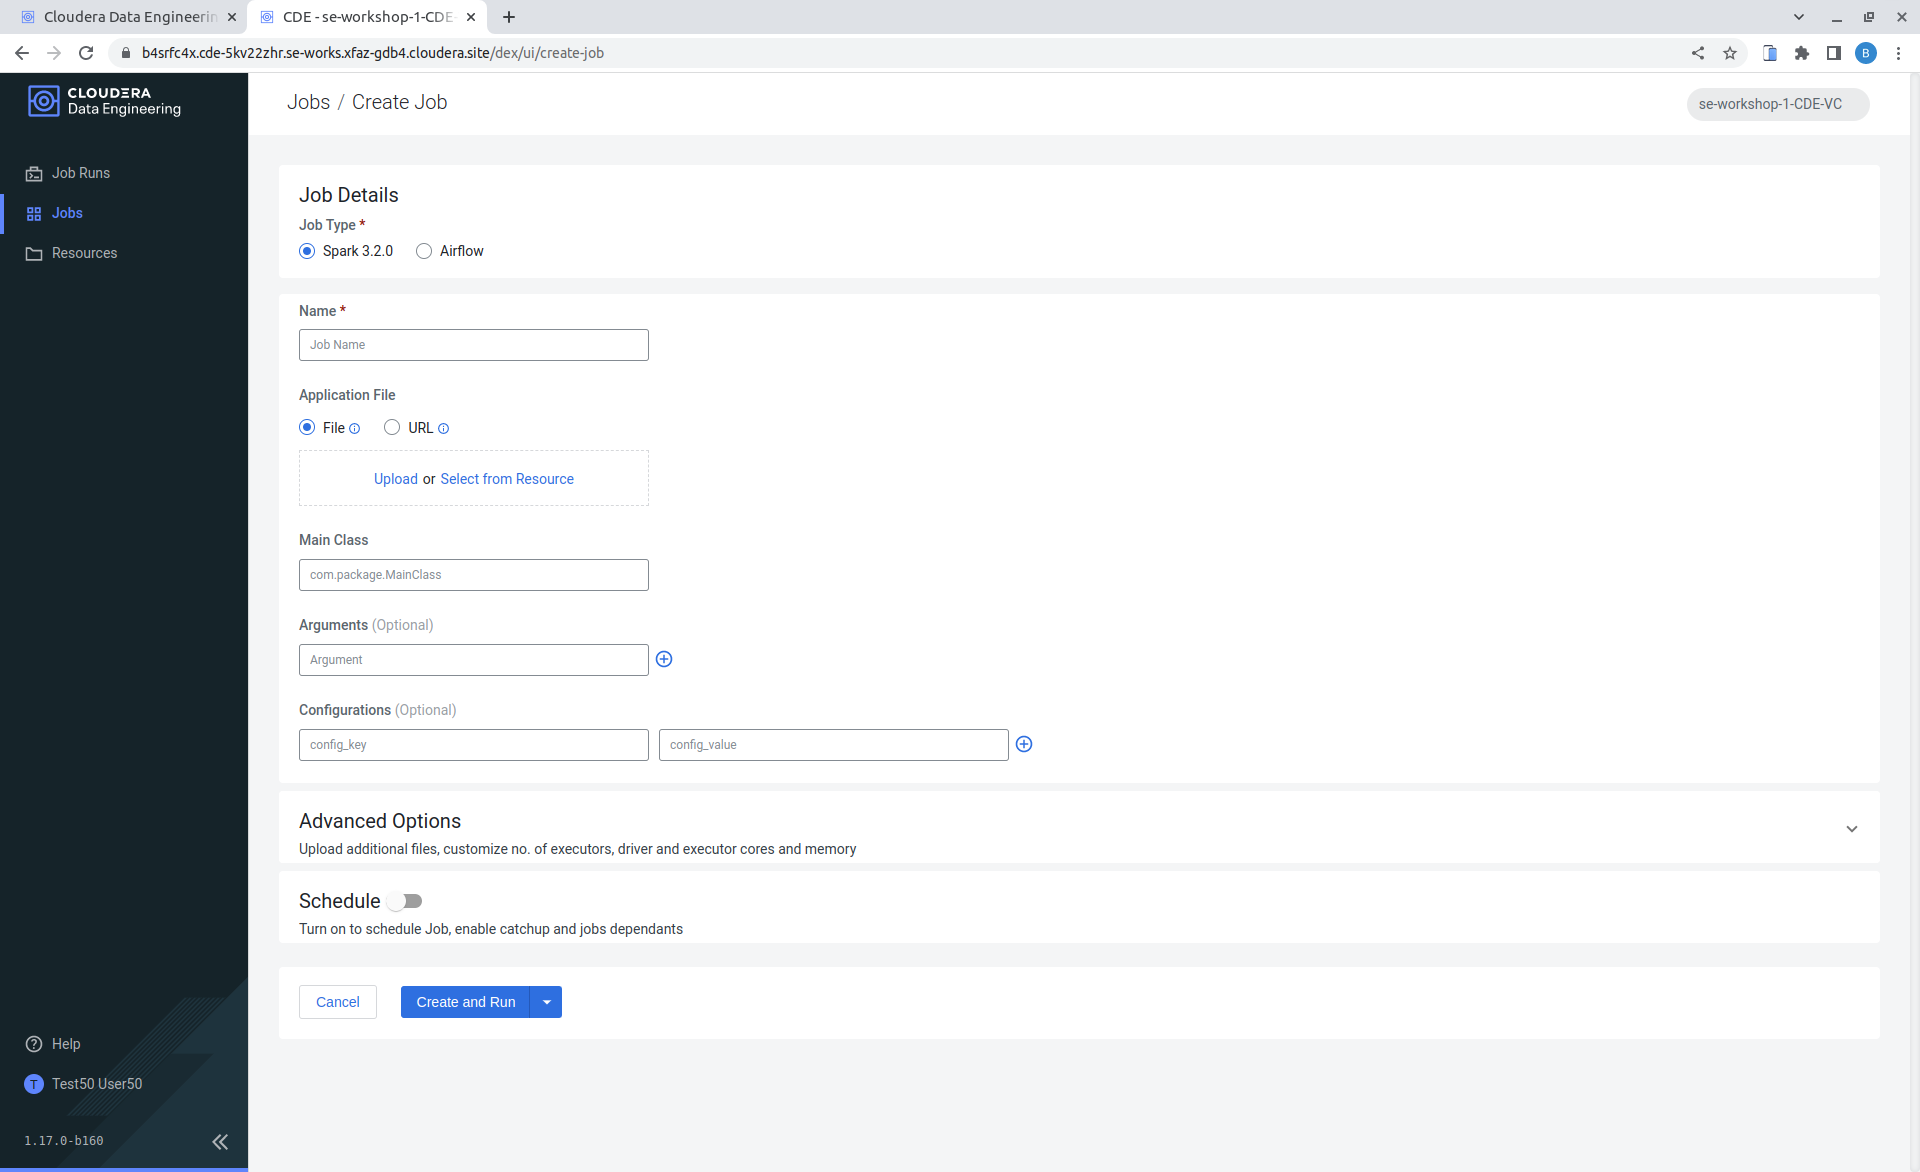 Cloudera Data Engineerin
CDE - se-workshop-1-CDE-
b4srfc4x.cde-5kv22zhr.se-works.xfaz-gdb4.cloudera.site/dex/ui/create-job
B
CLOUDERA
Data Engineering
Job Runs
Jobs
Resources
Help
T Test50 User50
1.17.0-b160
Jobs / Create Job
se-workshop-1-CDE-VC
Job Details
Job Type *
Spark 3.2.0 Airflow
Name *
Job Name
Application File
File URL
Upload or Select from Resource
Main Class
com.package.MainClass
Arguments (Optional)
Argument
Configurations (Optional)
config_key config_value
Advanced Options
Upload additional files, customize no. of executors, driver and executor cores and memory
Schedule
Turn on to schedule Job, enable catchup and jobs dependants
Cancel Create and Run